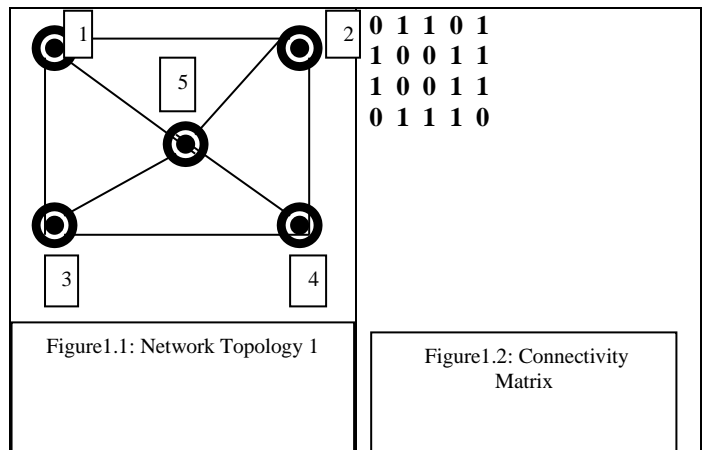 1
2
5
3
4
Figure1.1: Network Topology 1
0 1 1 0 1
1 0 0 1 1
1 0 0 1 1
0 1 1 1 0
Figure1.2: Connectivity
Matrix